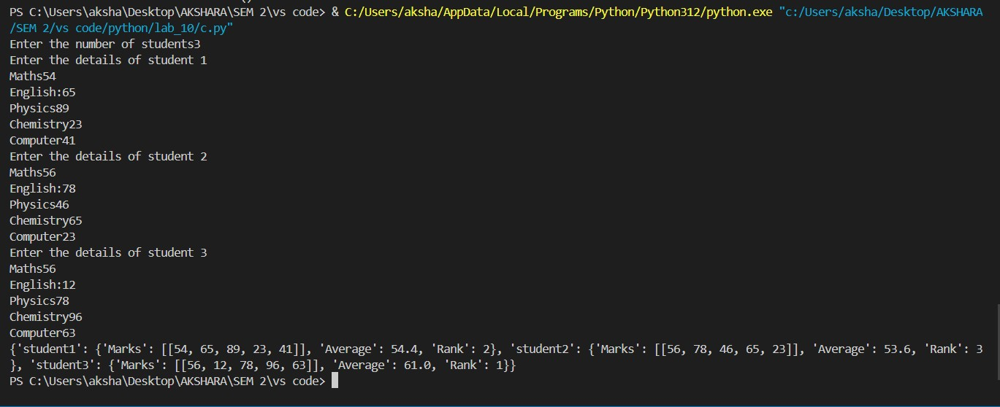 PS C:\Users\aksha\Desktop\AKSHARA\SEM 2\vs code> & C:/Users/aksha/AppData/Local/Programs/Python/Python312/python.exe "c:/Users/aksha/Desktop/AKSHARA
/SEM 2/vs code/python/lab_10/c.py"
Enter the number of students3
Enter the details of student 1
Maths54
English:65
Physics89
Chemistry23
Computer41
Enter the details of student 2
Maths56
English:78
Physics46
Chemistry65
Computer23
Enter the details of student 3
Maths56
English:12
Physics78
Chemistry96
Computer63
{'student1': {'Marks': [[54, 65, 89, 23, 41]], 'Average': 54.4, 'Rank': 2}, 'student2': {'Marks': [[56, 78, 46, 65, 23]], 'Average': 53.6, 'Rank': 3
}, 'student3': {'Marks': [[56, 12, 78, 96, 63]], 'Average': 61.0, 'Rank': 1}}
PS C:\Users\aksha\Desktop\AKSHARA\SEM 2\vs code>